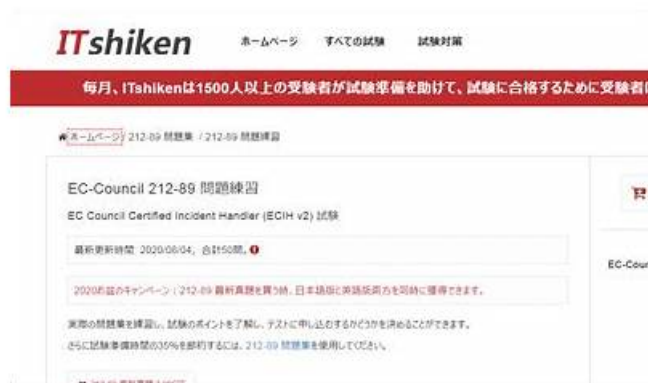 ITshiken
ホームページ すべての試験 試験対策
毎月、ITshikenは1500人以上の受験者が試験準備を助けて、試験に合格するために受験者に
ホームページ / 212-89 問題集 / 212-89 問題練習
EC-Council 212-89 問題練習
EC Council Certified Incident Handler (ECIH v2) 試験
最新更新時間: 2020/08/04, 合計150問。
EC-Coun
2020お盆のキャンペーン：212-89 最新真題を買う時、日本語版と英語版両方を同時に獲得できます。
実際の問題集を練習し、試験のポイントを了解し、テストに申し込むするかどうかを決めることができます。
さらに試験準備時間の35%を節約するには、212-89 問題集を使用してください。